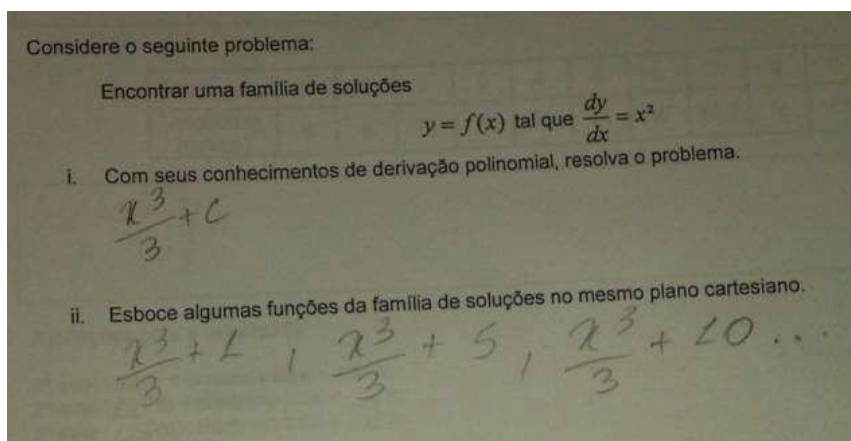 Considere o seguinte problema:
Encontrar uma família de soluções
y = f(x) tal que dy/dx = x²
i. Com seus conhecimentos de derivação polinomial, resolva o problema.
x³/3 + C
ii. Esboce algumas funções da família de soluções no mesmo plano cartesiano.
x³/3 + 1 , x³/3 + 5 , x³/3 + 10 ...